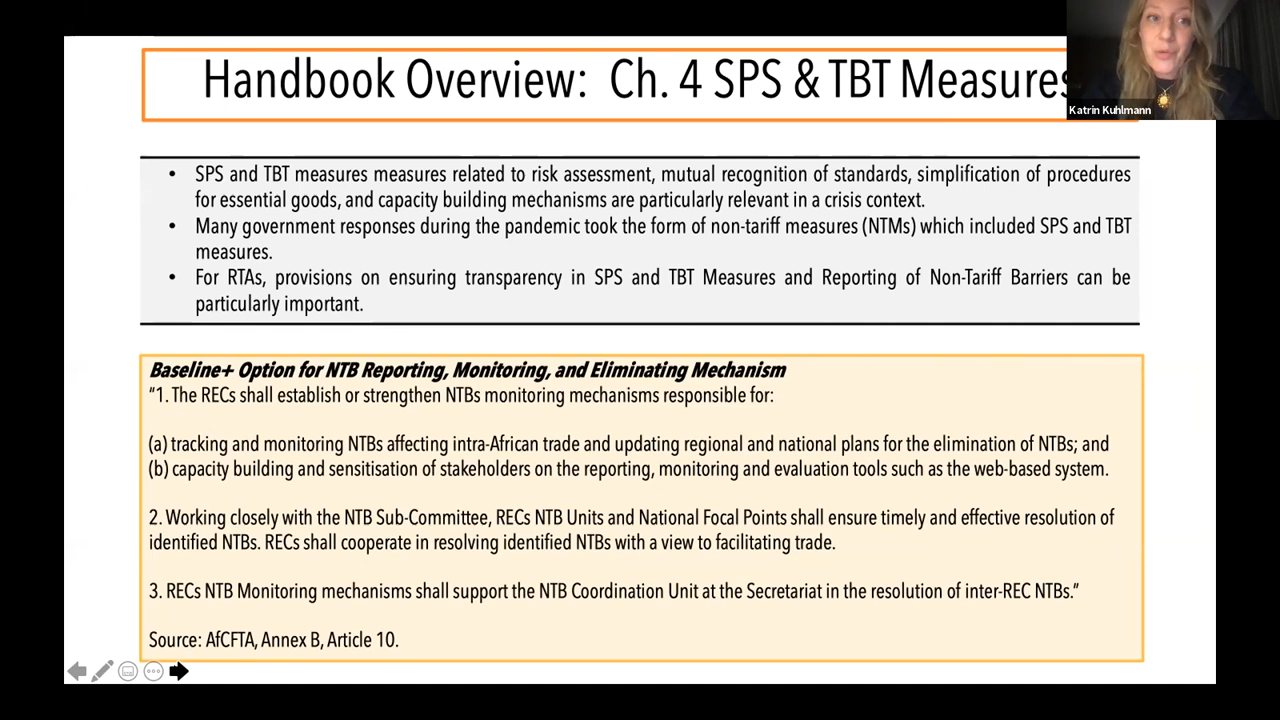 Handbook Overview: Ch. 4 SPS & TBT Measures
Katrin Kuhlmann
• SPS and TBT measures measures related to risk assessment, mutual recognition of standards, simplification of procedures
for essential goods, and capacity building mechanisms are particularly relevant in a crisis context.
• Many government responses during the pandemic took the form of non-tariff measures (NTMs) which included SPS and TBT
measures.
• For RTAs, provisions on ensuring transparency in SPS and TBT Measures and Reporting of Non-Tariff Barriers can be
particularly important.
Baseline+ Option for NTB Reporting, Monitoring, and Eliminating Mechanism
“1. The RECs shall establish or strengthen NTBs monitoring mechanisms responsible for:
(a) tracking and monitoring NTBs affecting intra-African trade and updating regional and national plans for the elimination of NTBs; and
(b) capacity building and sensitisation of stakeholders on the reporting, monitoring and evaluation tools such as the web-based system.
2. Working closely with the NTB Sub-Committee, RECs NTB Units and National Focal Points shall ensure timely and effective resolution of
identified NTBs. RECs shall cooperate in resolving identified NTBs with a view to facilitating trade.
3. RECs NTB Monitoring mechanisms shall support the NTB Coordination Unit at the Secretariat in the resolution of inter-REC NTBs.”
Source: AfCFTA, Annex B, Article 10.